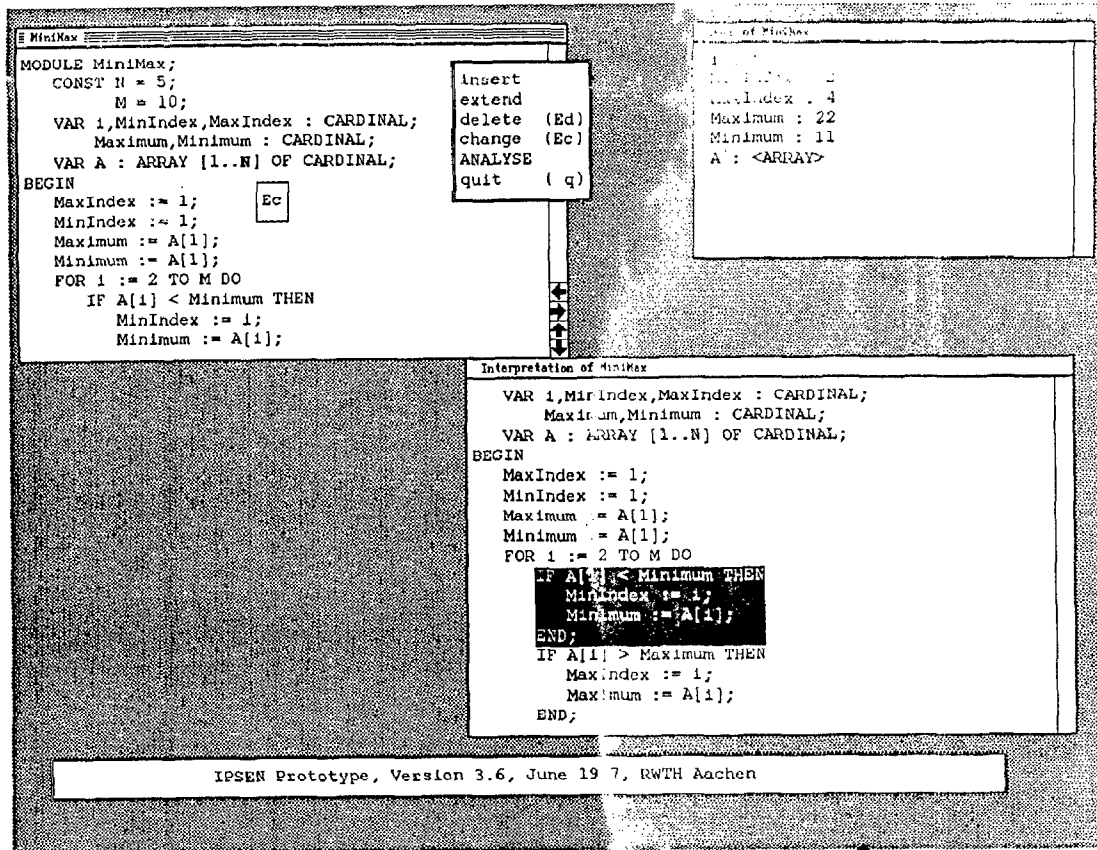 MiniMax
MODULE MiniMax;
CONST N = 5;
M = 10;
VAR i,MinIndex,MaxIndex : CARDINAL;
Maximum,Minimum : CARDINAL;
VAR A : ARRAY [1..N] OF CARDINAL;
BEGIN
MaxIndex := 1;
MinIndex := 1;
Maximum := A[1];
Minimum := A[1];
FOR i := 2 TO M DO
IF A[i] < Minimum THEN
MinIndex := i;
Minimum := A[i];
Ec
insert
extend
delete (Ed)
change (Ec)
ANALYSE
quit ( q)
of MiniMax
: 4
Maximum : 22
Minimum : 11
A : <ARRAY>
Interpretation of MiniMax
VAR i,MinIndex,MaxIndex : CARDINAL;
Maximum,Minimum : CARDINAL;
VAR A : ARRAY [1..N] OF CARDINAL;
BEGIN
MaxIndex := 1;
MinIndex := 1;
Maximum := A[1];
Minimum := A[1];
FOR i := 2 TO M DO
IF A[i] < Minimum THEN
MinIndex := i;
Minimum := A[i];
END;
IF A[i] > Maximum THEN
MaxIndex := i;
Maximum := A[i];
END;
IPSEN Prototype, Version 3.6, June 19 7, RWTH Aachen